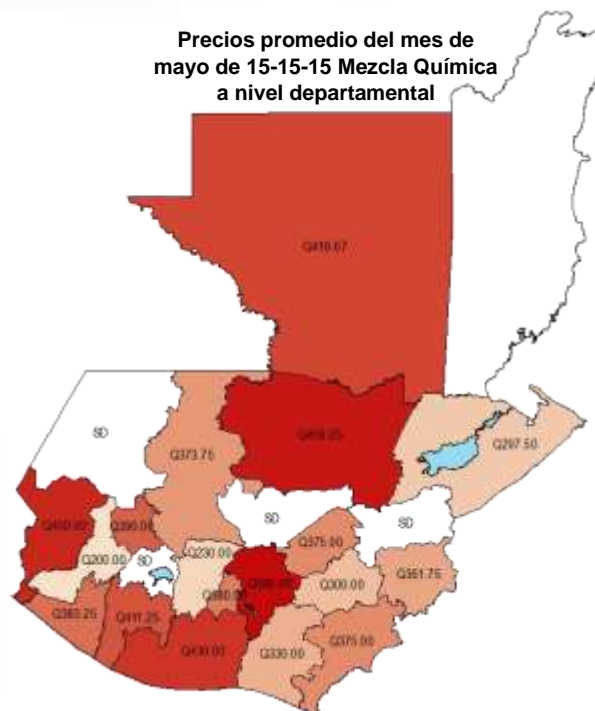 Precios promedio del mes de
mayo de 15-15-15 Mezcla Química
a nivel departamental
SD
Q373.75
Q297.50
SD
SD
Q390.00
Q375.00
Q200.00
SD
Q230.00
Q361.75
Q300.00
Q383.25
Q411.25
Q430.00
Q330.00
Q375.00